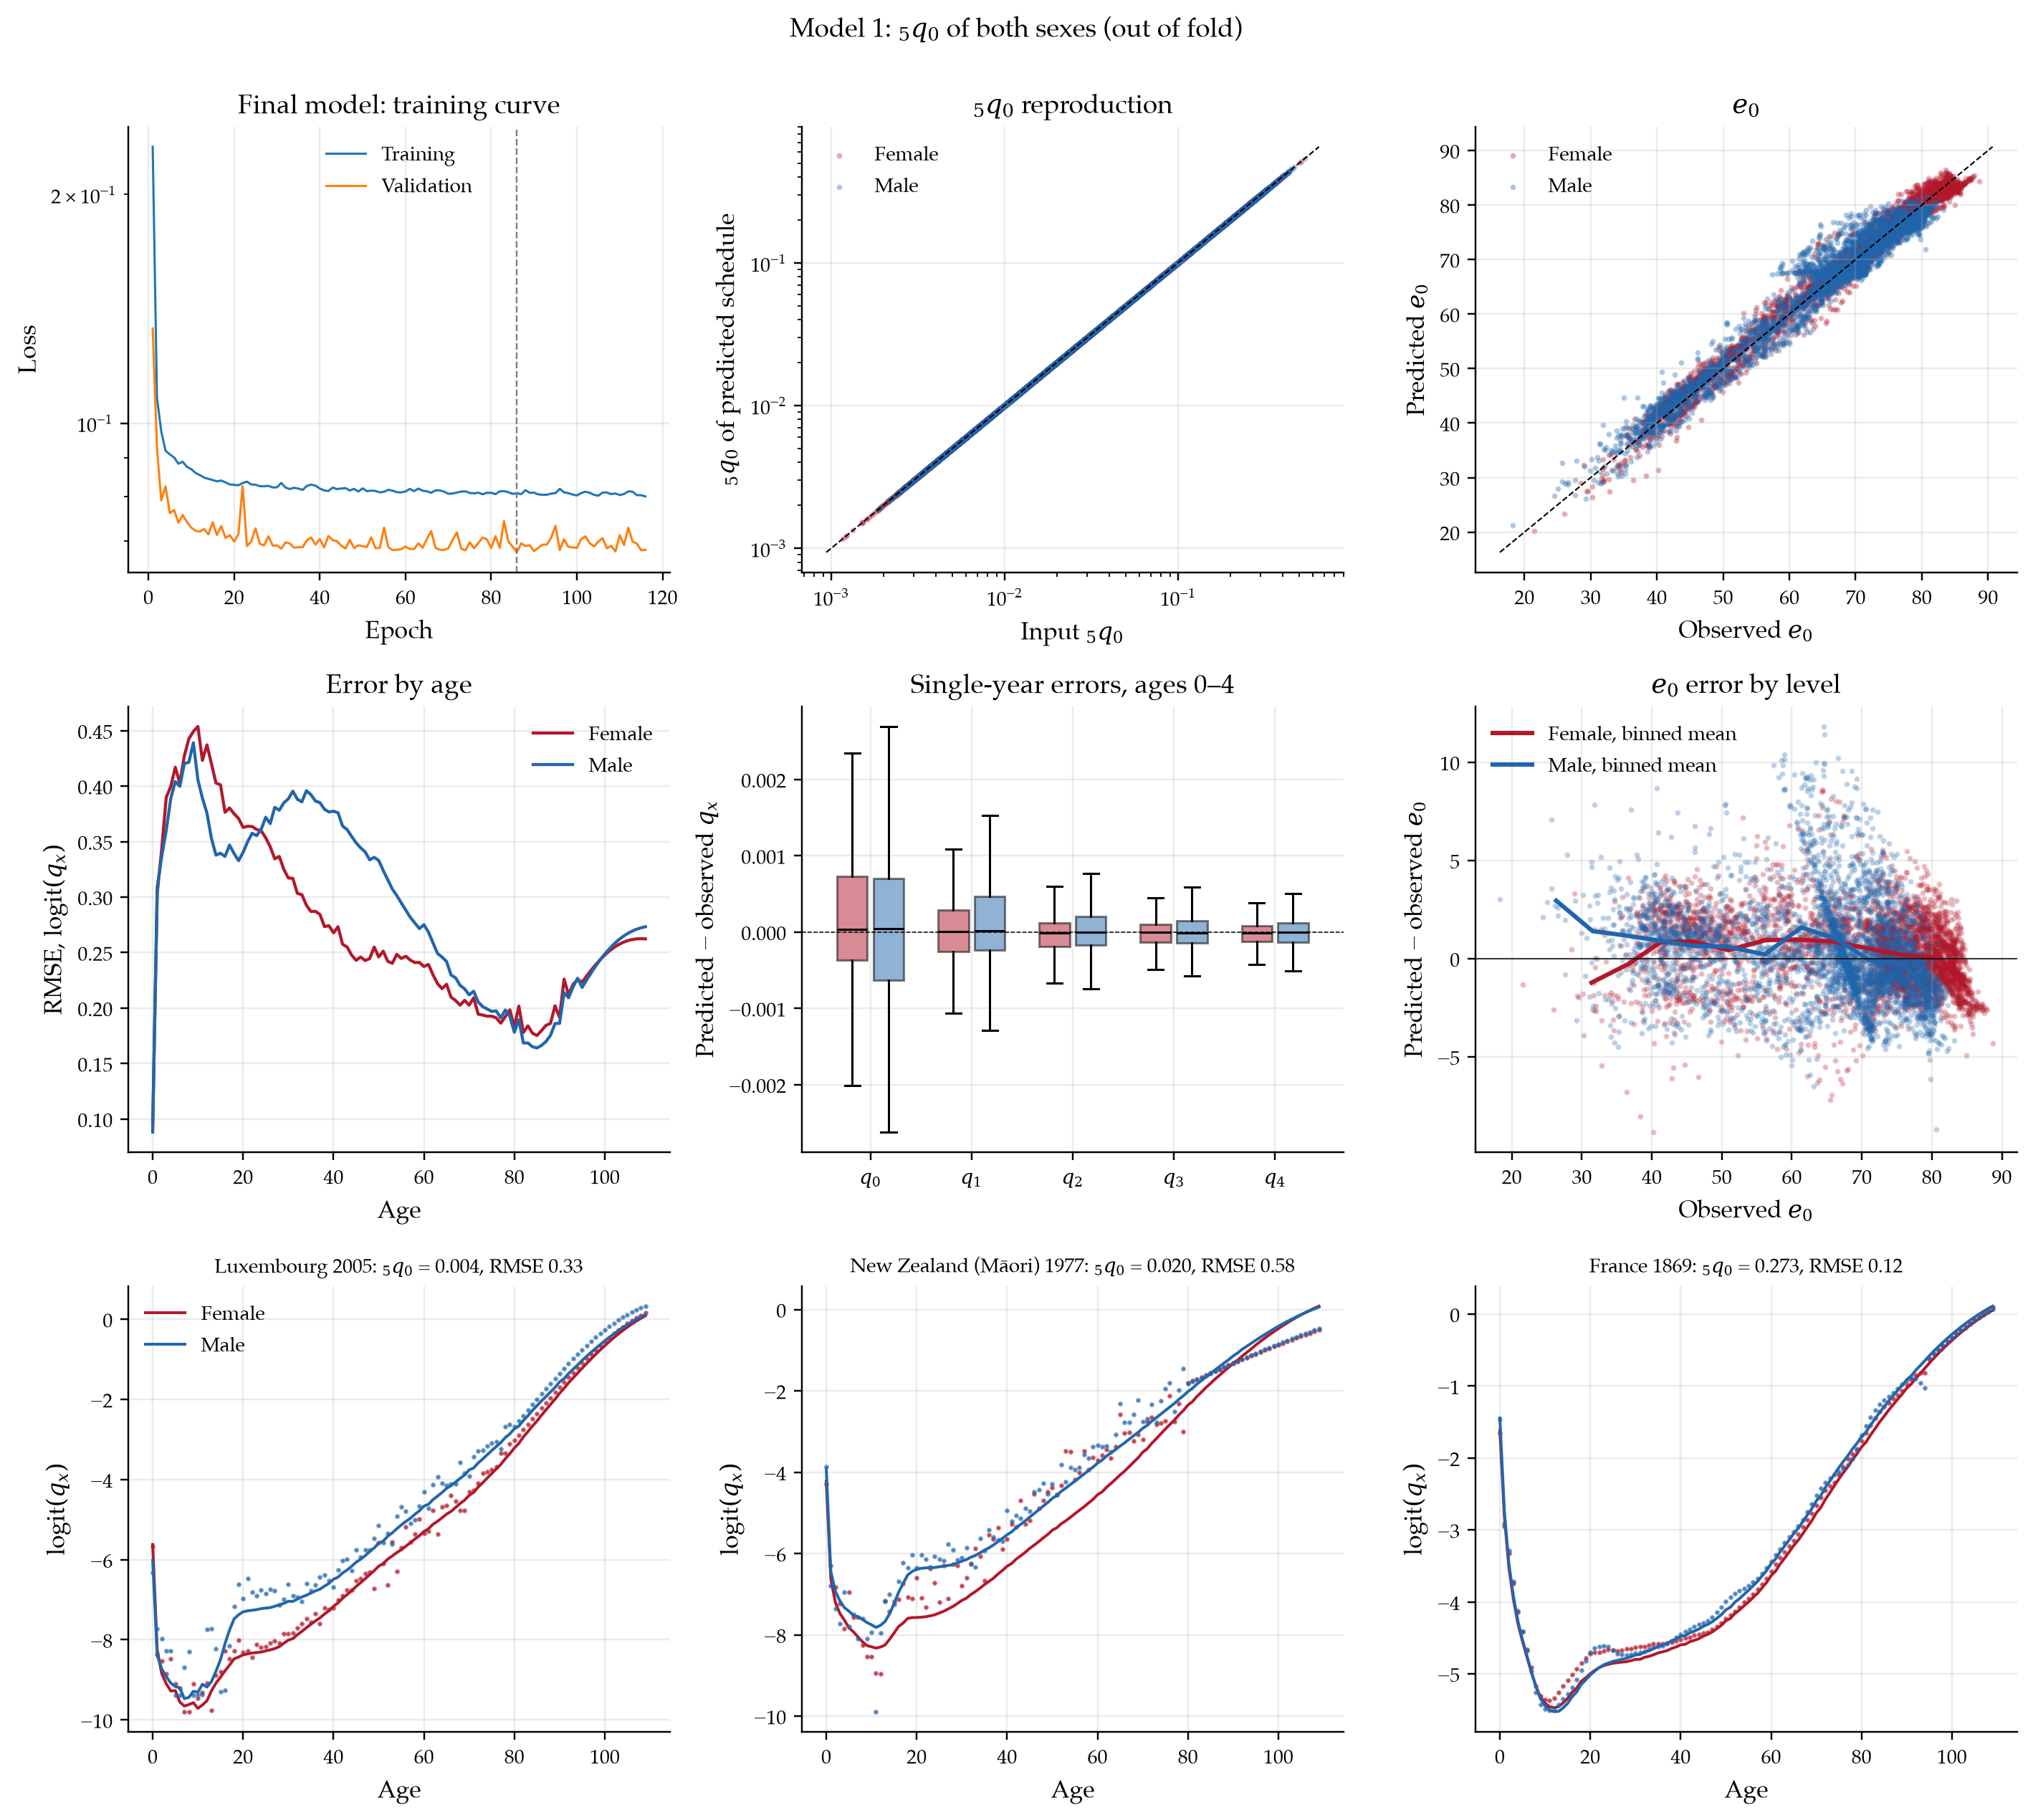 Model 1: ₅q₀ of both sexes (out of fold)
Final model: training curve
Training
Validation
2 × 10⁻¹
10⁻¹
Loss
0 20 40 60 80 100 120
Epoch
₅q₀ reproduction
Female
Male
10⁻¹
10⁻²
10⁻³
₅q₀ of predicted schedule
10⁻³ 10⁻² 10⁻¹
Input ₅q₀
e₀
Female
Male
90
80
70
60
50
40
30
20
Predicted e₀
20 30 40 50 60 70 80 90
Observed e₀
Error by age
Female
Male
0.45
0.40
0.35
0.30
0.25
0.20
0.15
0.10
RMSE, logit(qₓ)
0 20 40 60 80 100
Age
Single-year errors, ages 0–4
0.002
0.001
0.000
−0.001
−0.002
Predicted − observed qₓ
q₀ q₁ q₂ q₃ q₄
e₀ error by level
Female, binned mean
Male, binned mean
10
5
0
−5
Predicted − observed e₀
20 30 40 50 60 70 80 90
Observed e₀
Luxembourg 2005: ₅q₀ = 0.004, RMSE 0.33
Female
Male
0
−2
−4
−6
−8
−10
logit(qₓ)
0 20 40 60 80 100
Age
New Zealand (Māori) 1977: ₅q₀ = 0.020, RMSE 0.58
0
−2
−4
−6
−8
−10
logit(qₓ)
0 20 40 60 80 100
Age
France 1869: ₅q₀ = 0.273, RMSE 0.12
0
−1
−2
−3
−4
−5
logit(qₓ)
0 20 40 60 80 100
Age